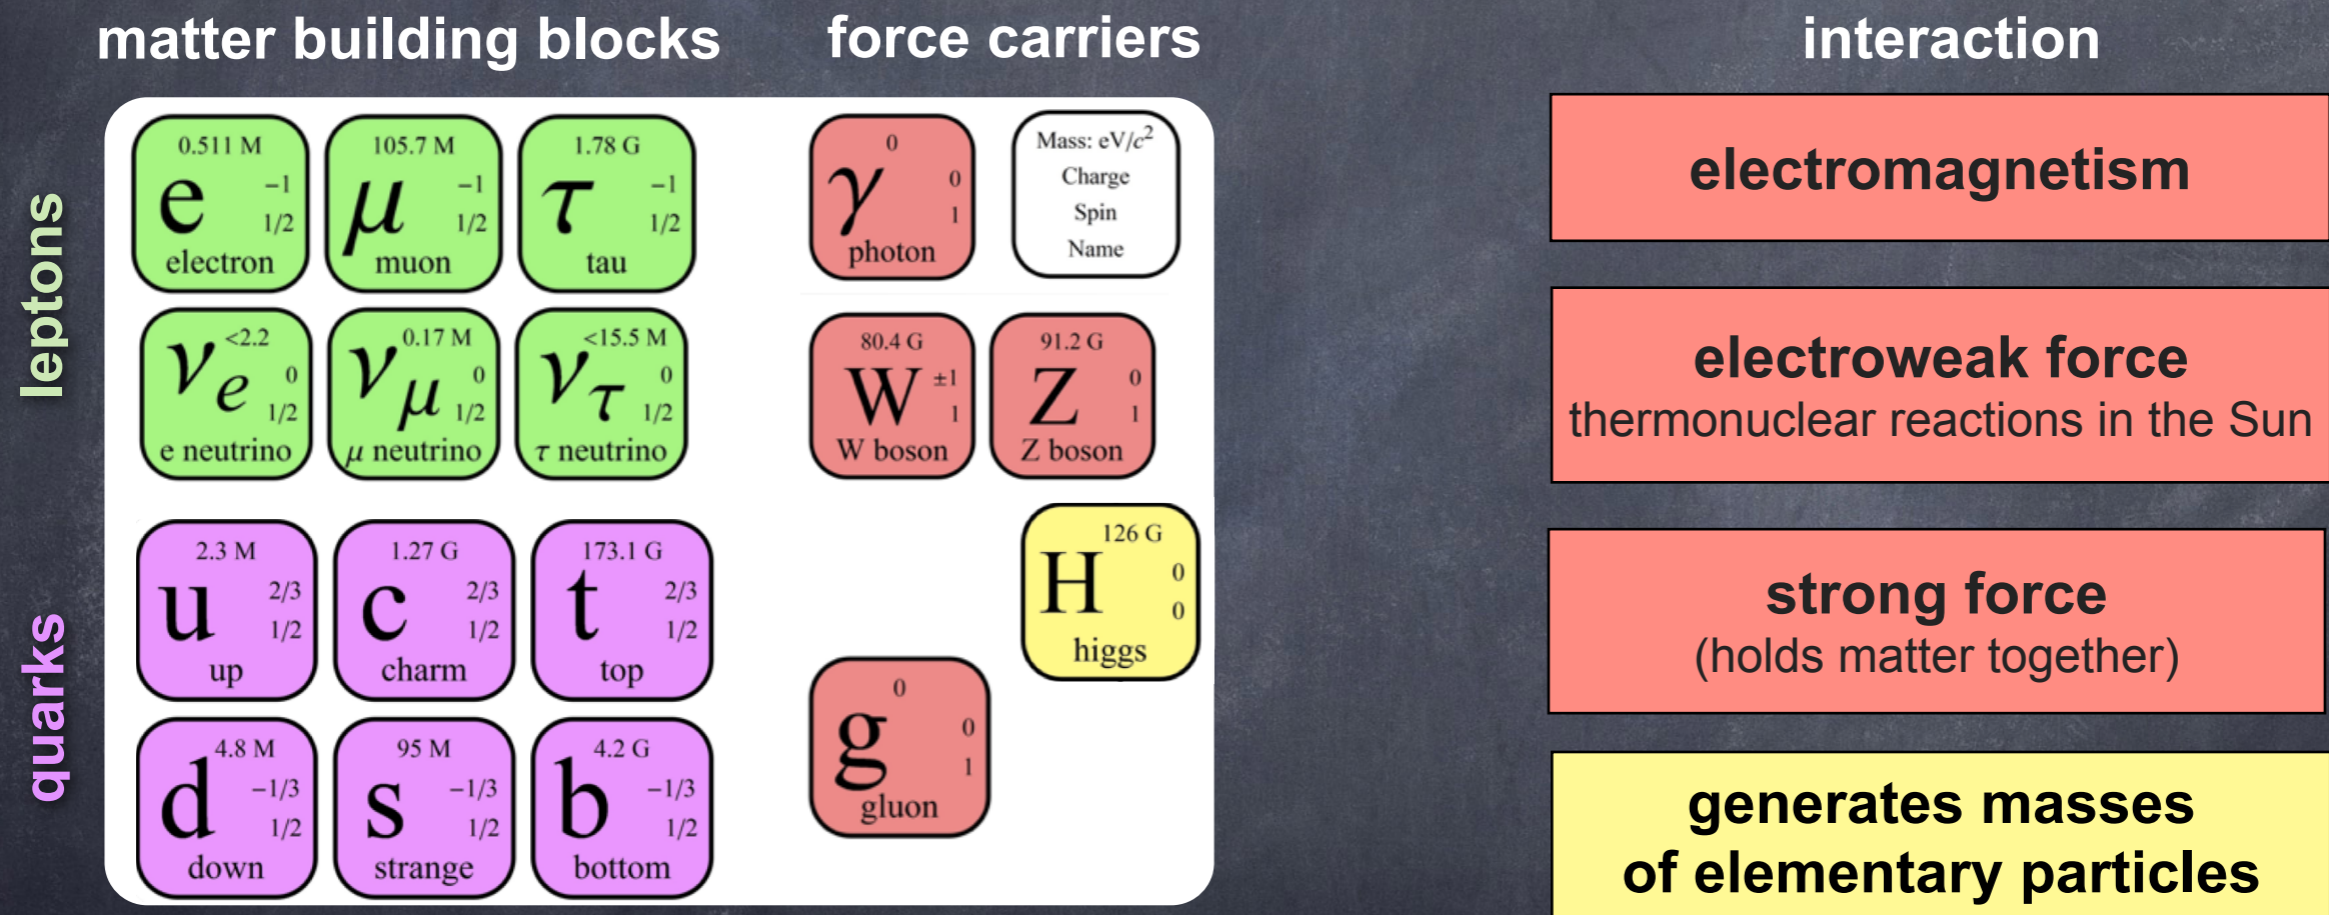 matter building blocks
force carriers
interaction
leptons
0.511 M
e
−1
1/2
electron
105.7 M
μ
−1
1/2
muon
1.78 G
τ
−1
1/2
tau
<2.2
νe
0
1/2
e neutrino
0.17 M
νμ
0
1/2
μ neutrino
<15.5 M
ντ
0
1/2
τ neutrino
quarks
2.3 M
u
2/3
1/2
up
1.27 G
c
2/3
1/2
charm
173.1 G
t
2/3
1/2
top
4.8 M
d
−1/3
1/2
down
95 M
s
−1/3
1/2
strange
4.2 G
b
−1/3
1/2
bottom
0
γ
0
1
photon
Mass: eV/c²
Charge
Spin
Name
80.4 G
W
±1
1
W boson
91.2 G
Z
0
1
Z boson
126 G
H
0
0
higgs
0
g
0
1
gluon
electromagnetism
electroweak force
thermonuclear reactions in the Sun
strong force
(holds matter together)
generates masses
of elementary particles